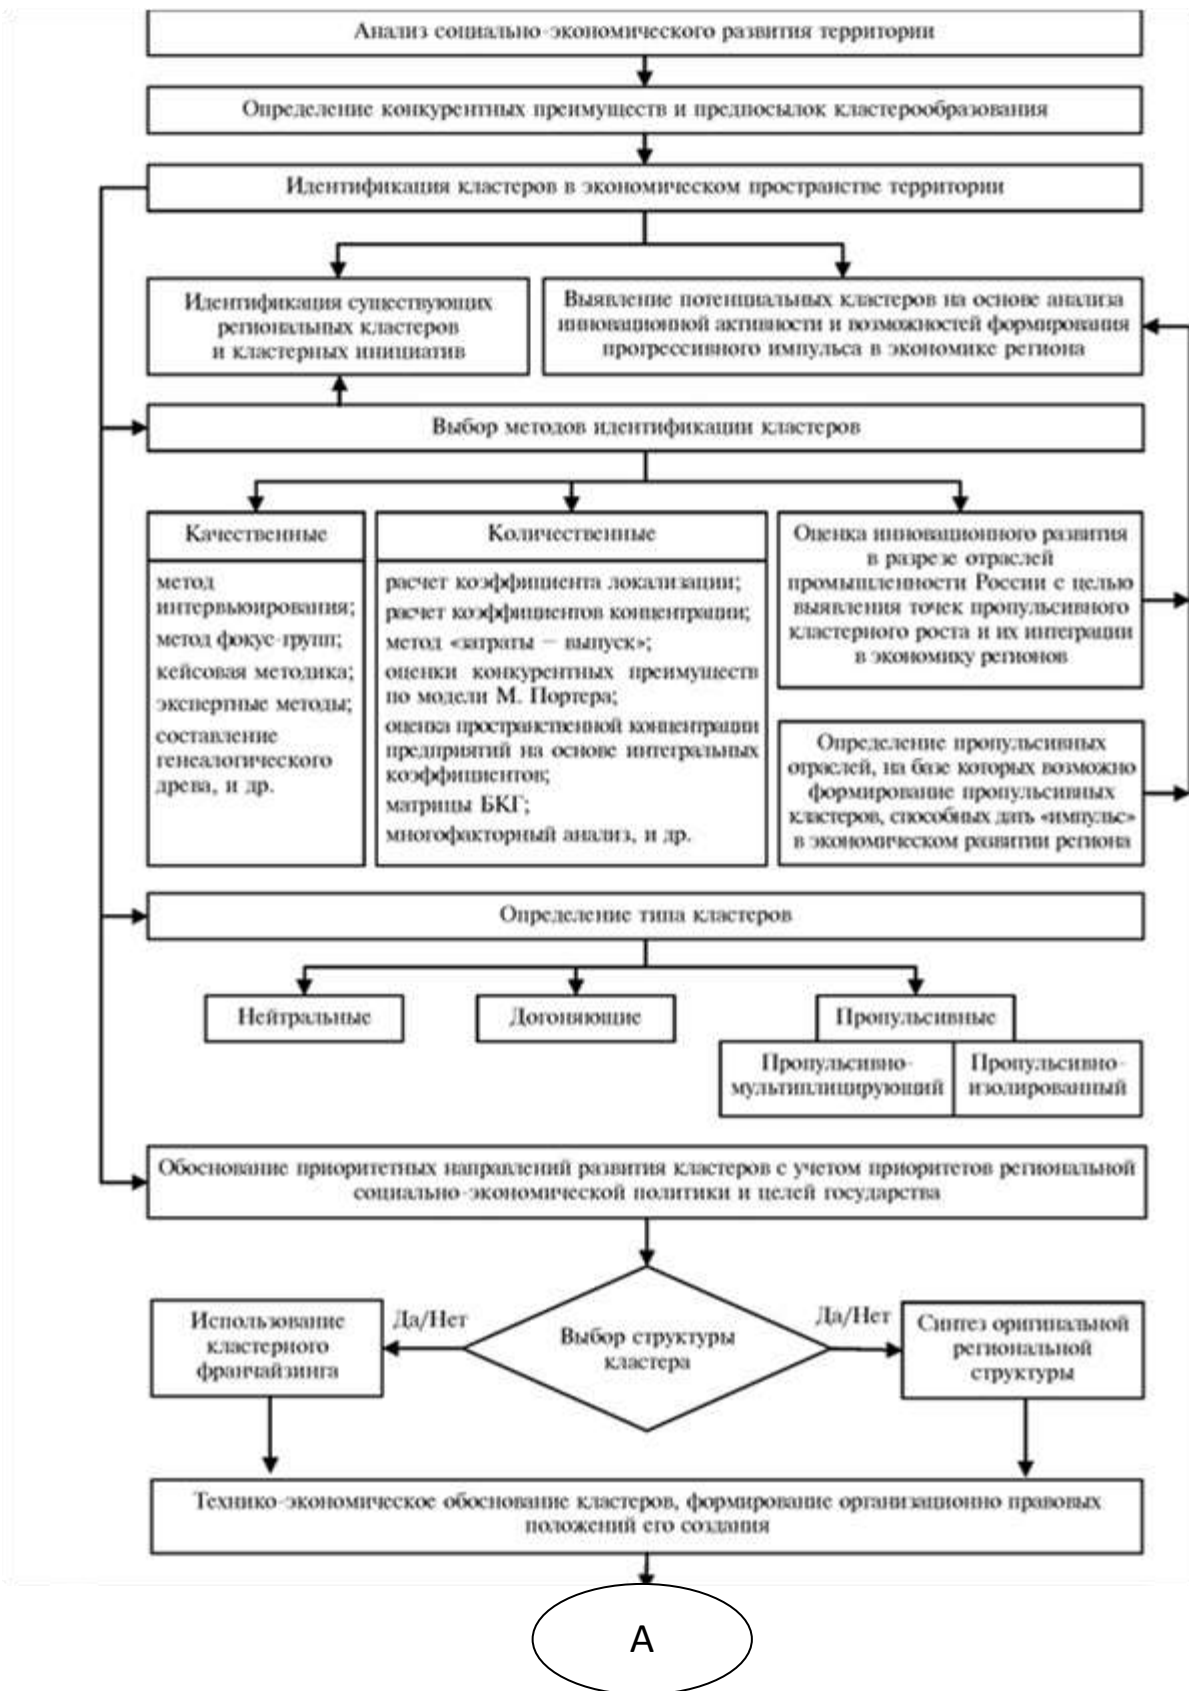 Анализ социально-экономического развития территории
Определение конкурентных преимуществ и предпосылок кластерообразования
Идентификация кластеров в экономическом пространстве территории
Идентификация существующих
региональных кластеров
и кластерных инициатив
Выявление потенциальных кластеров на основе анализа
инновационной активности и возможностей формирования
прогрессивного импульса в экономике региона
Выбор методов идентификации кластеров
Качественные
метод
интервьюирования;
метод фокус-групп;
кейсовая методика;
экспертные методы;
составление
генеалогического
древа, и др.
Количественные
расчет коэффициента локализации;
расчет коэффициентов концентрации;
метод «затраты – выпуск»;
оценки конкурентных преимуществ
по модели М. Портера;
оценка пространственной концентрации
предприятий на основе интегральных
коэффициентов;
матрицы БКГ;
многофакторный анализ, и др.
Оценка инновационного развития
в разрезе отраслей
промышленности России с целью
выявления точек пропульсивного
кластерного роста и их интеграции
в экономику регионов
Определение пропульсивных
отраслей, на базе которых возможно
формирование пропульсивных
кластеров, способных дать «импульс»
в экономическом развитии региона
Определение типа кластеров
Нейтральные
Догоняющие
Пропульсивные
Пропульсивно-
мультиплицирующий
Пропульсивно-
изолированный
Обоснование приоритетных направлений развития кластеров с учетом приоритетов региональной
социально-экономической политики и целей государства
Использование
кластерного
франчайзинга
Да/Нет
Выбор структуры
кластера
Да/Нет
Синтез оригинальной
региональной
структуры
Технико-экономическое обоснование кластеров, формирование организационно правовых
положений его создания
А